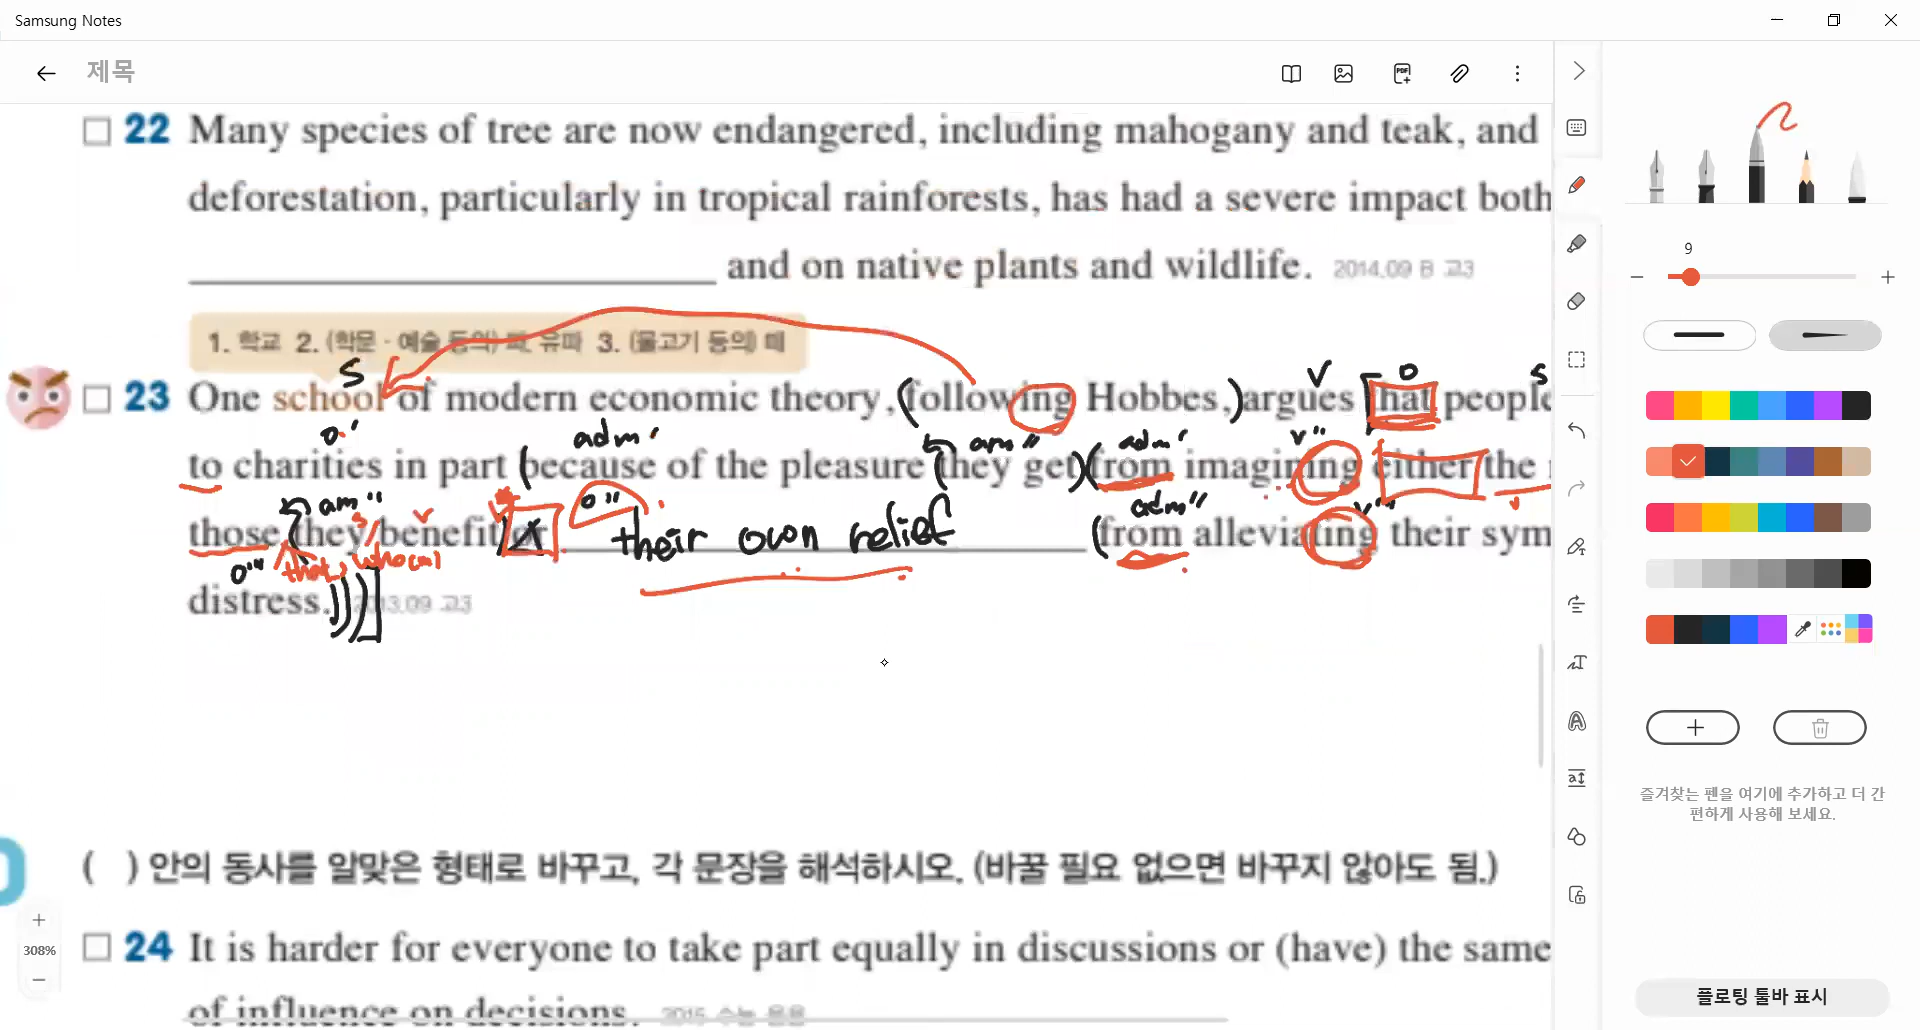 Samsung Notes
제목
22 Many species of tree are now endangered, including mahogany and teak, and
deforestation, particularly in tropical rainforests, has had a severe impact both
and on native plants and wildlife. 2014.09 B 고3
1. 학교 2. (학문·예술 등의) 파, 유파 3. (물고기 등의) 떼
S V O S
23 One school of modern economic theory, (following Hobbes,) argues that people
o' adm' am" adm' v"
to charities in part (because of the pleasure (they get) (from imagining either the
am" s v o" adm" v"
those (they benefit their own relief (from alleviating their sym
o''' that, who(m)
distress. 2013.09 고3
( ) 안의 동사를 알맞은 형태로 바꾸고, 각 문장을 해석하시오. (바꿀 필요 없으면 바꾸지 않아도 됨.)
24 It is harder for everyone to take part equally in discussions or (have) the same
of influence on decisions. 2015 수능 응용
308%
9
즐겨찾는 펜을 여기에 추가하고 더 간
편하게 사용해 보세요.
플로팅 툴바 표시